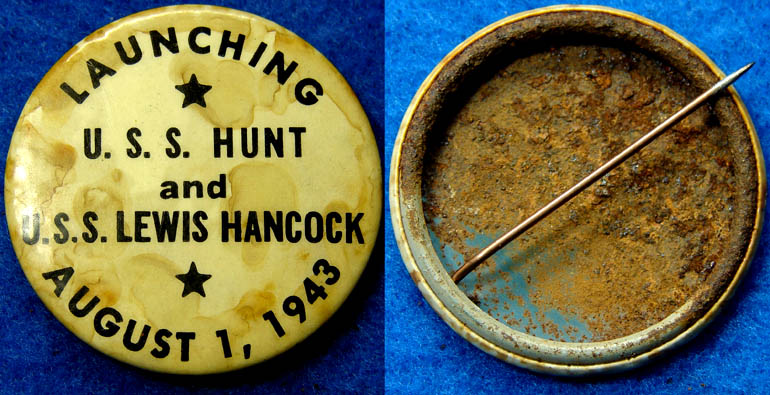 LAUNCHING
U. S. S. HUNT
and
U.S.S. LEWIS HANCOCK
AUGUST 1, 1943